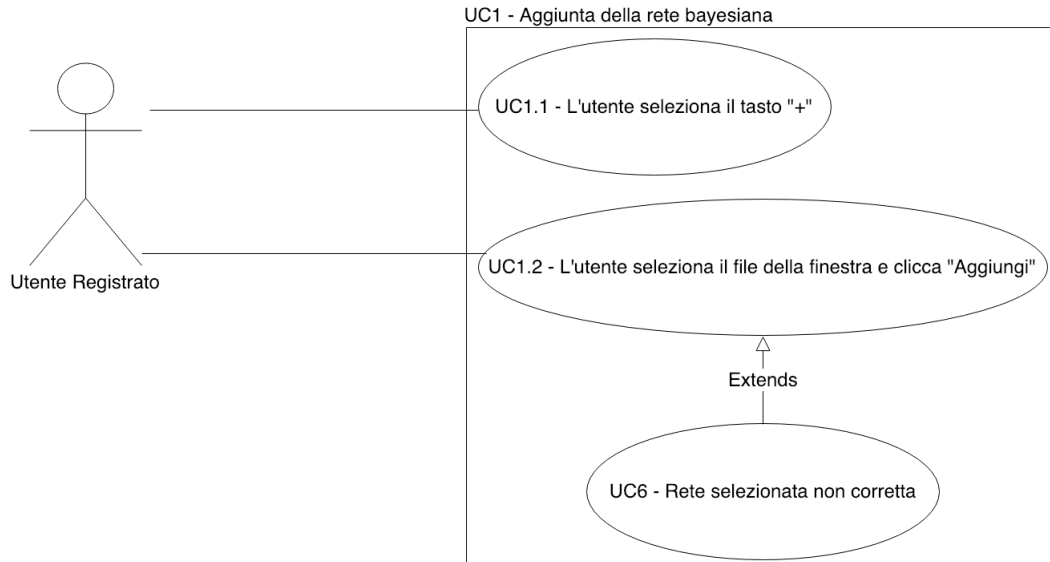 UC1 - Aggiunta della rete bayesiana
UC1.1 - L'utente seleziona il tasto "+"
UC1.2 - L'utente seleziona il file della finestra e clicca "Aggiungi"
Utente Registrato
Extends
UC6 - Rete selezionata non corretta